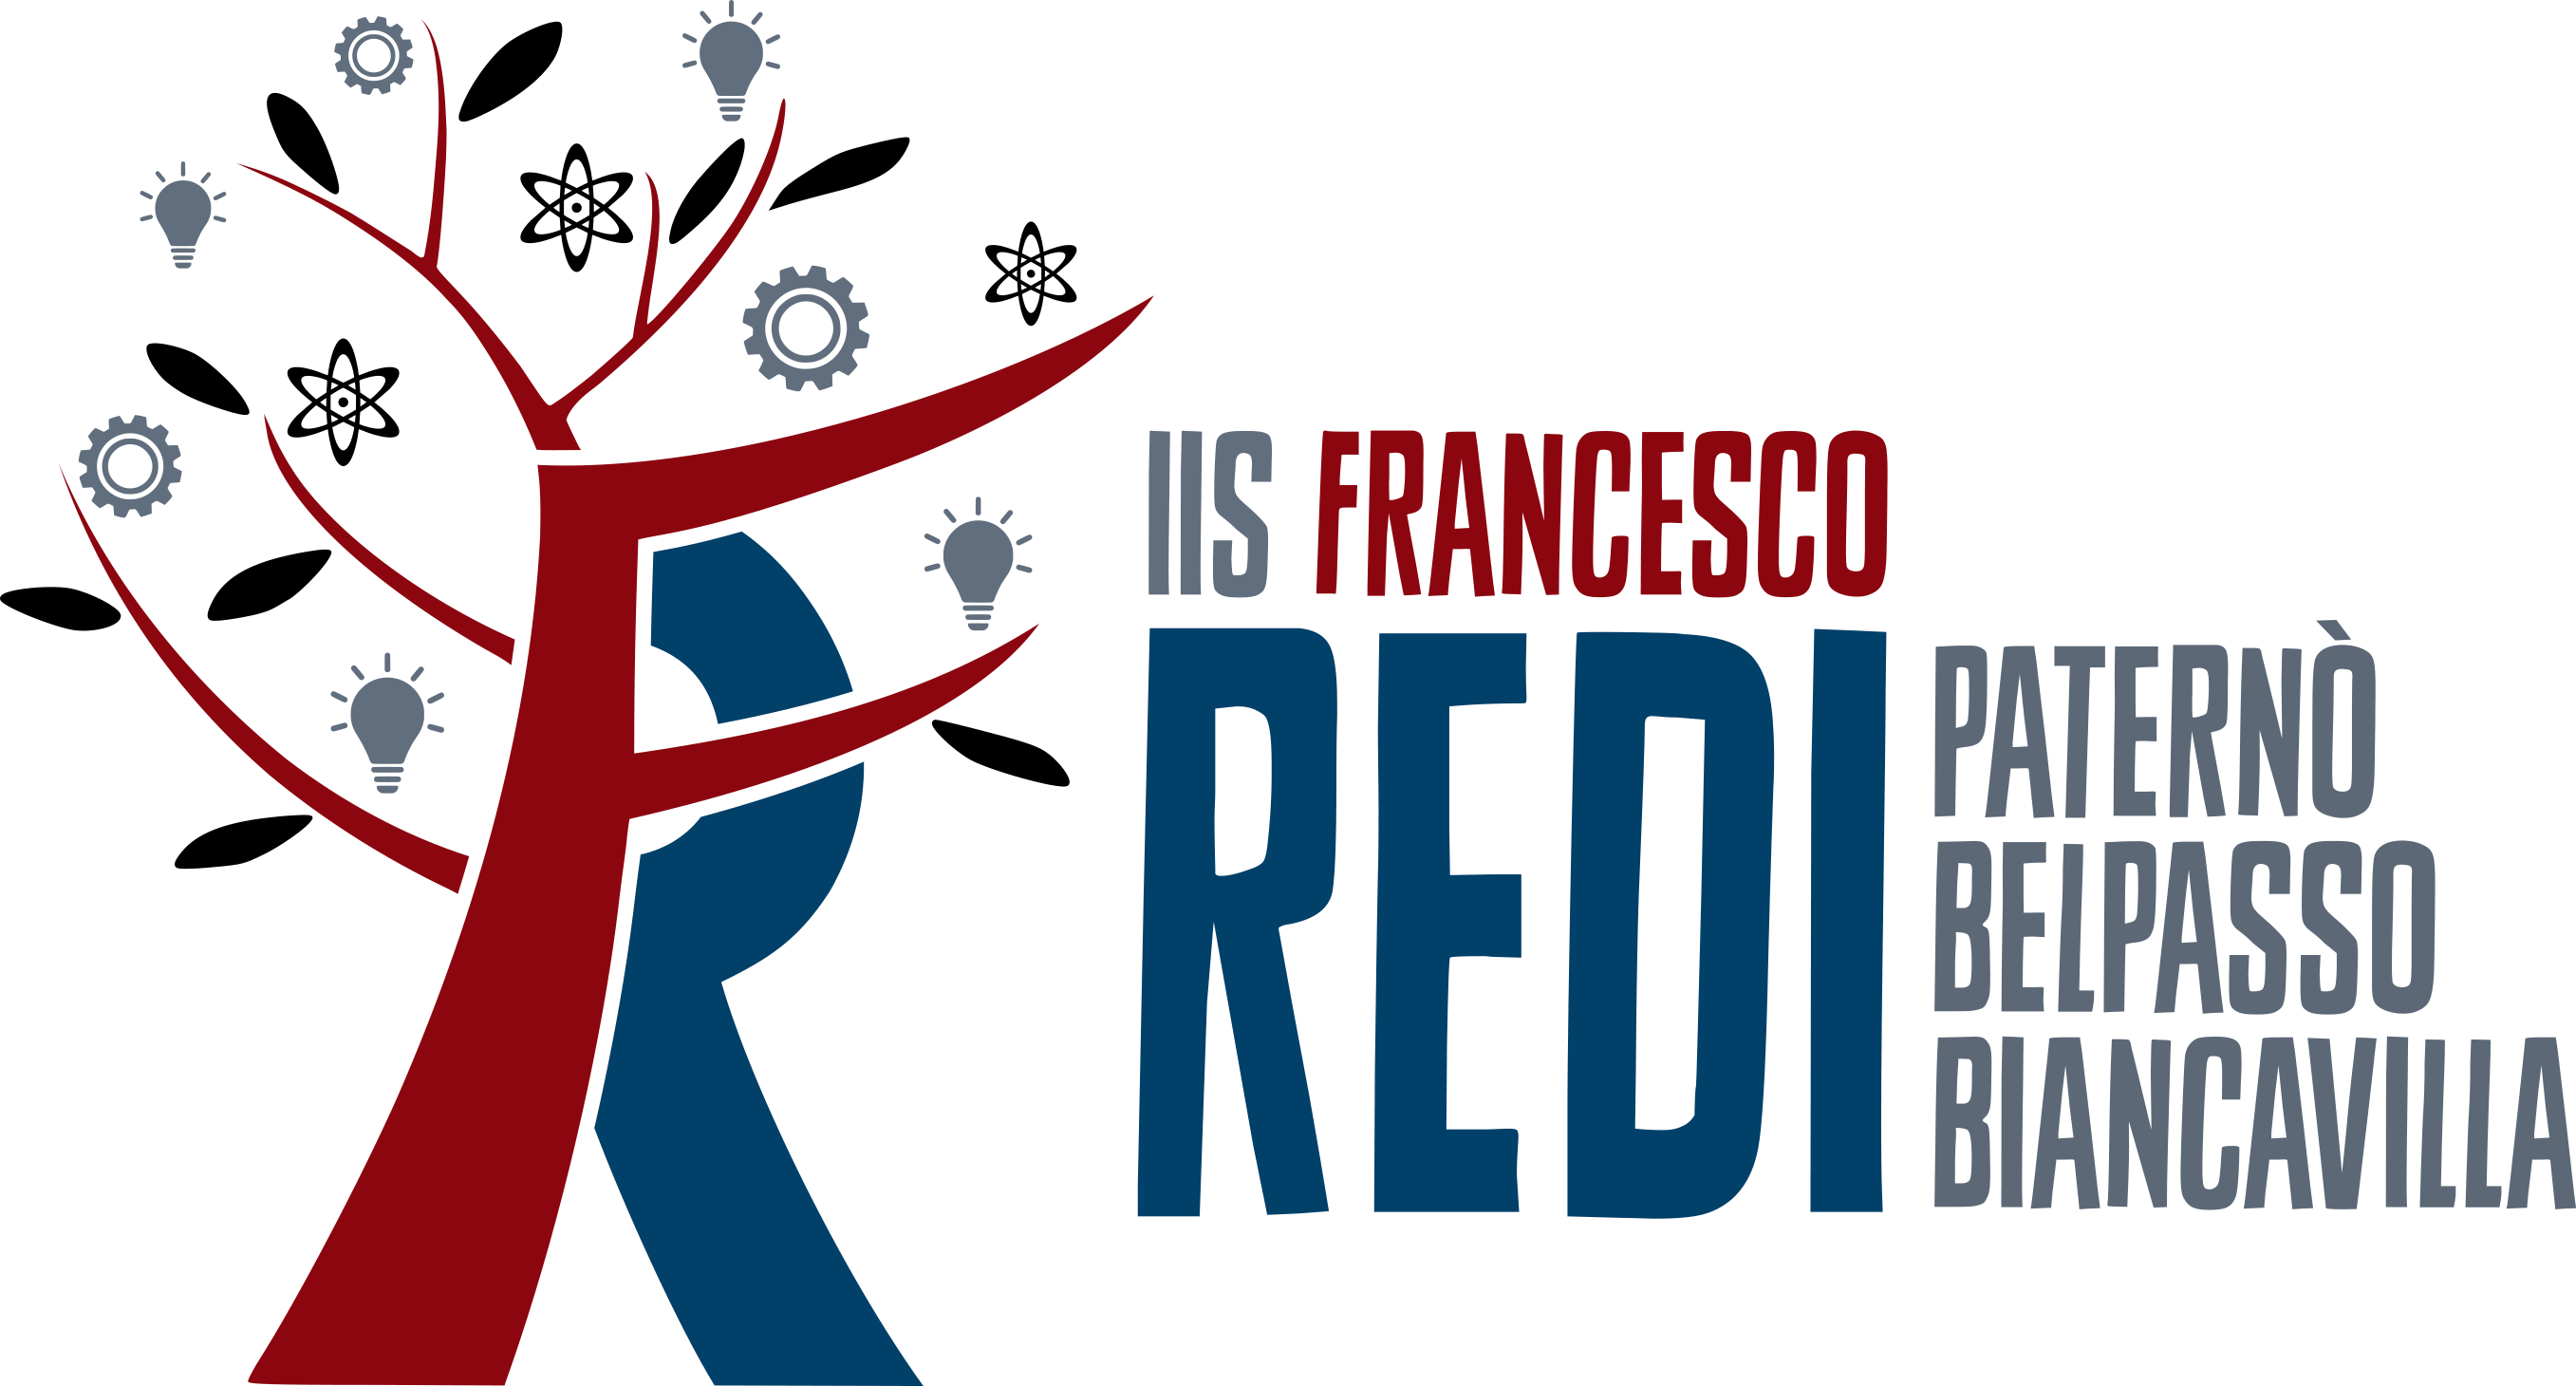 IIS FRANCESCO
REDI
PATERNÒ
BELPASSO
BIANCAVILLA